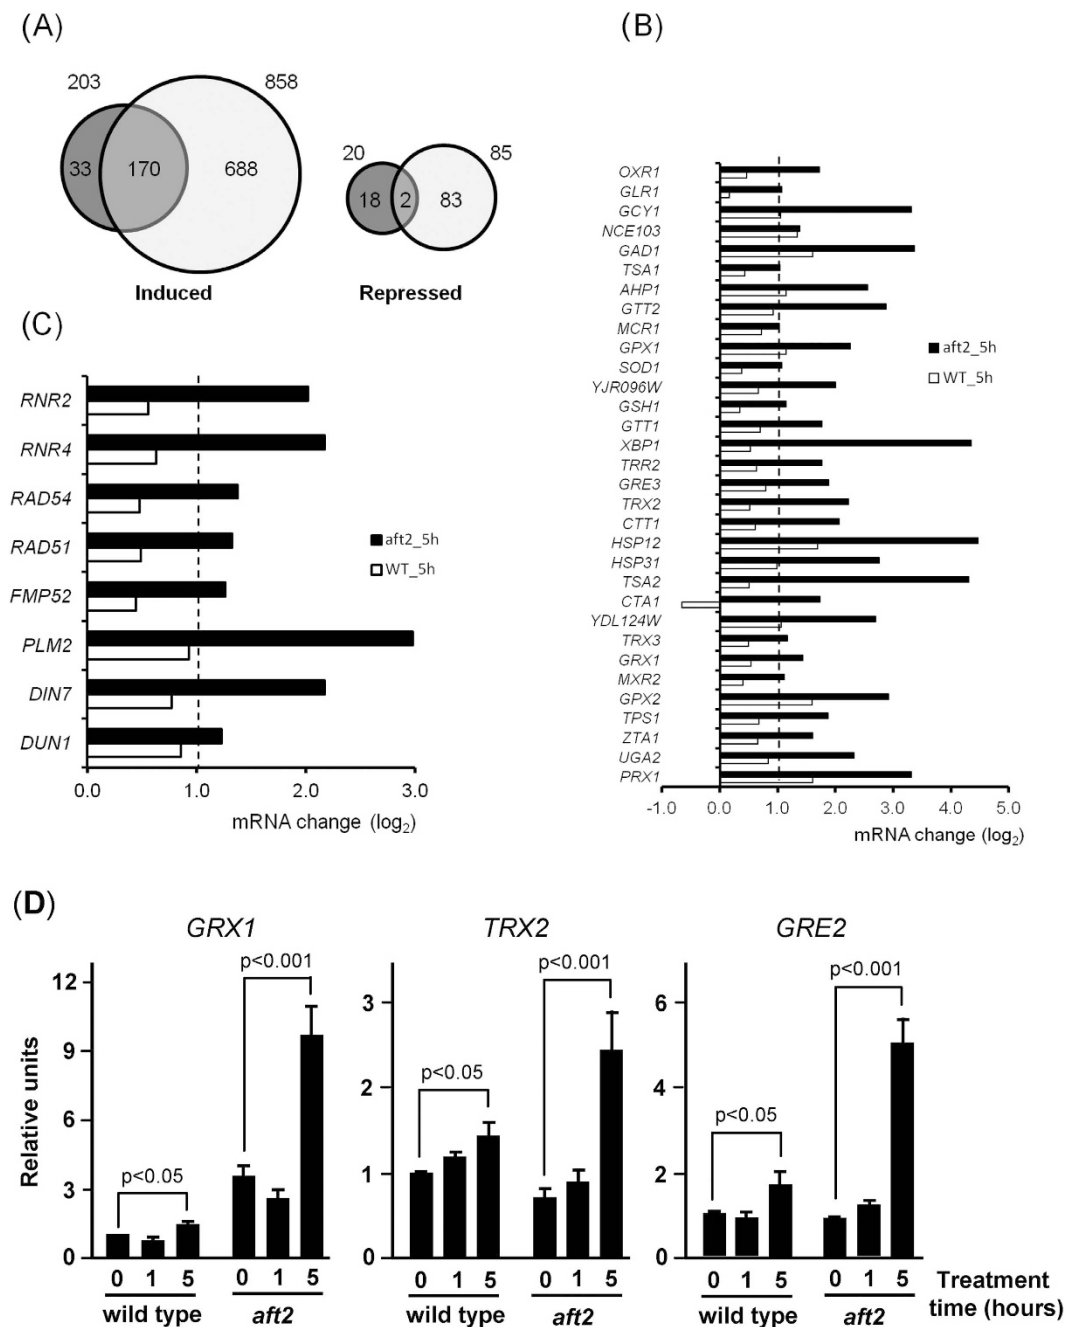 (A)
203
858
33
170
688
Induced
20
85
18
2
83
Repressed
(B)
OXR1
GLR1
GCY1
NCE103
GAD1
TSA1
AHP1
GTT2
MCR1
GPX1
SOD1
YJR096W
GSH1
GTT1
XBP1
TRR2
GRE3
TRX2
CTT1
HSP12
HSP31
TSA2
CTA1
YDL124W
TRX3
GRX1
MXR2
GPX2
TPS1
ZTA1
UGA2
PRX1
aft2_5h
WT_5h
-1.0 0.0 1.0 2.0 3.0 4.0 5.0
mRNA change (log2)
(C)
RNR2
RNR4
RAD54
RAD51
FMP52
PLM2
DIN7
DUN1
aft2_5h
WT_5h
0.0 1.0 2.0 3.0
mRNA change (log2)
(D)
GRX1
TRX2
GRE2
Relative units
12
9
6
3
0
p<0.05
p<0.001
0 1 5 0 1 5
wild type aft2
3
2
1
0
p<0.05
p<0.001
0 1 5 0 1 5
wild type aft2
6
4
2
0
p<0.05
p<0.001
0 1 5 0 1 5
wild type aft2
Treatment
time (hours)